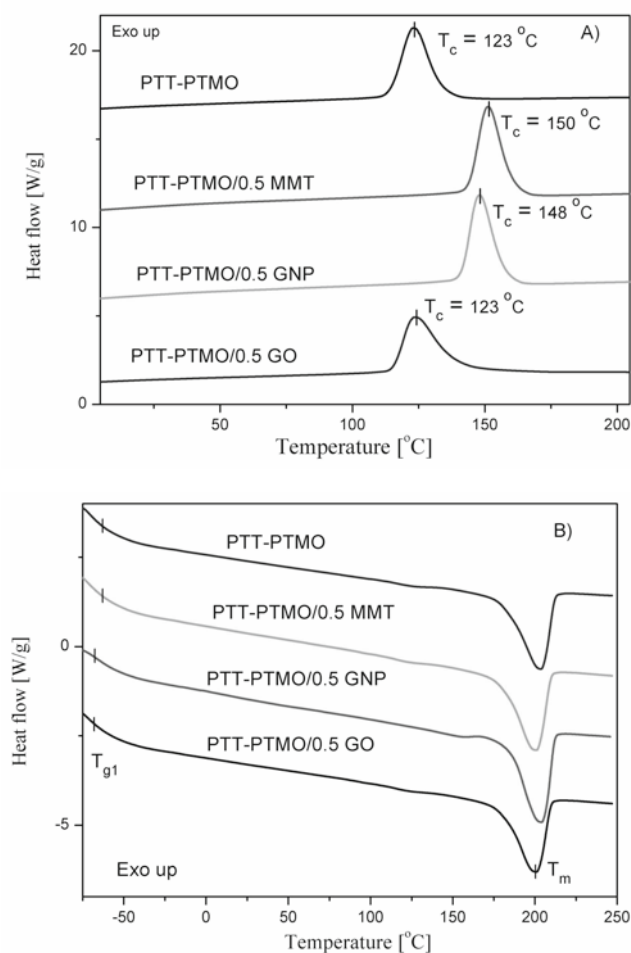 Exo up
A)
T_c = 123 °C
PTT-PTMO
T_c = 150 °C
PTT-PTMO/0.5 MMT
T_c = 148 °C
PTT-PTMO/0.5 GNP
T_c = 123 °C
PTT-PTMO/0.5 GO
Heat flow [W/g]
20
10
0
50 100 150 200
Temperature [°C]
B)
PTT-PTMO
PTT-PTMO/0.5 MMT
PTT-PTMO/0.5 GNP
PTT-PTMO/0.5 GO
T_g1
T_m
Exo up
Heat flow [W/g]
0
-5
-50 0 50 100 150 200 250
Temperature [°C]